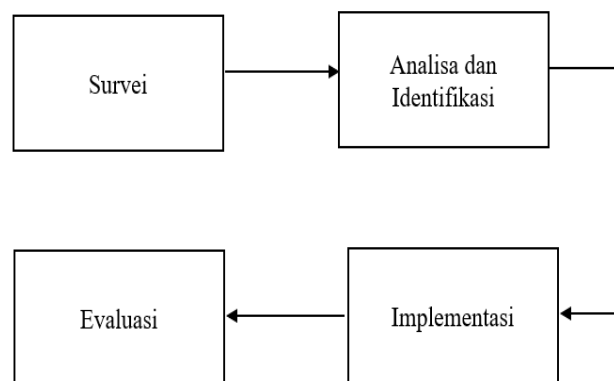 Survei
Analisa dan
Identifikasi
Implementasi
Evaluasi